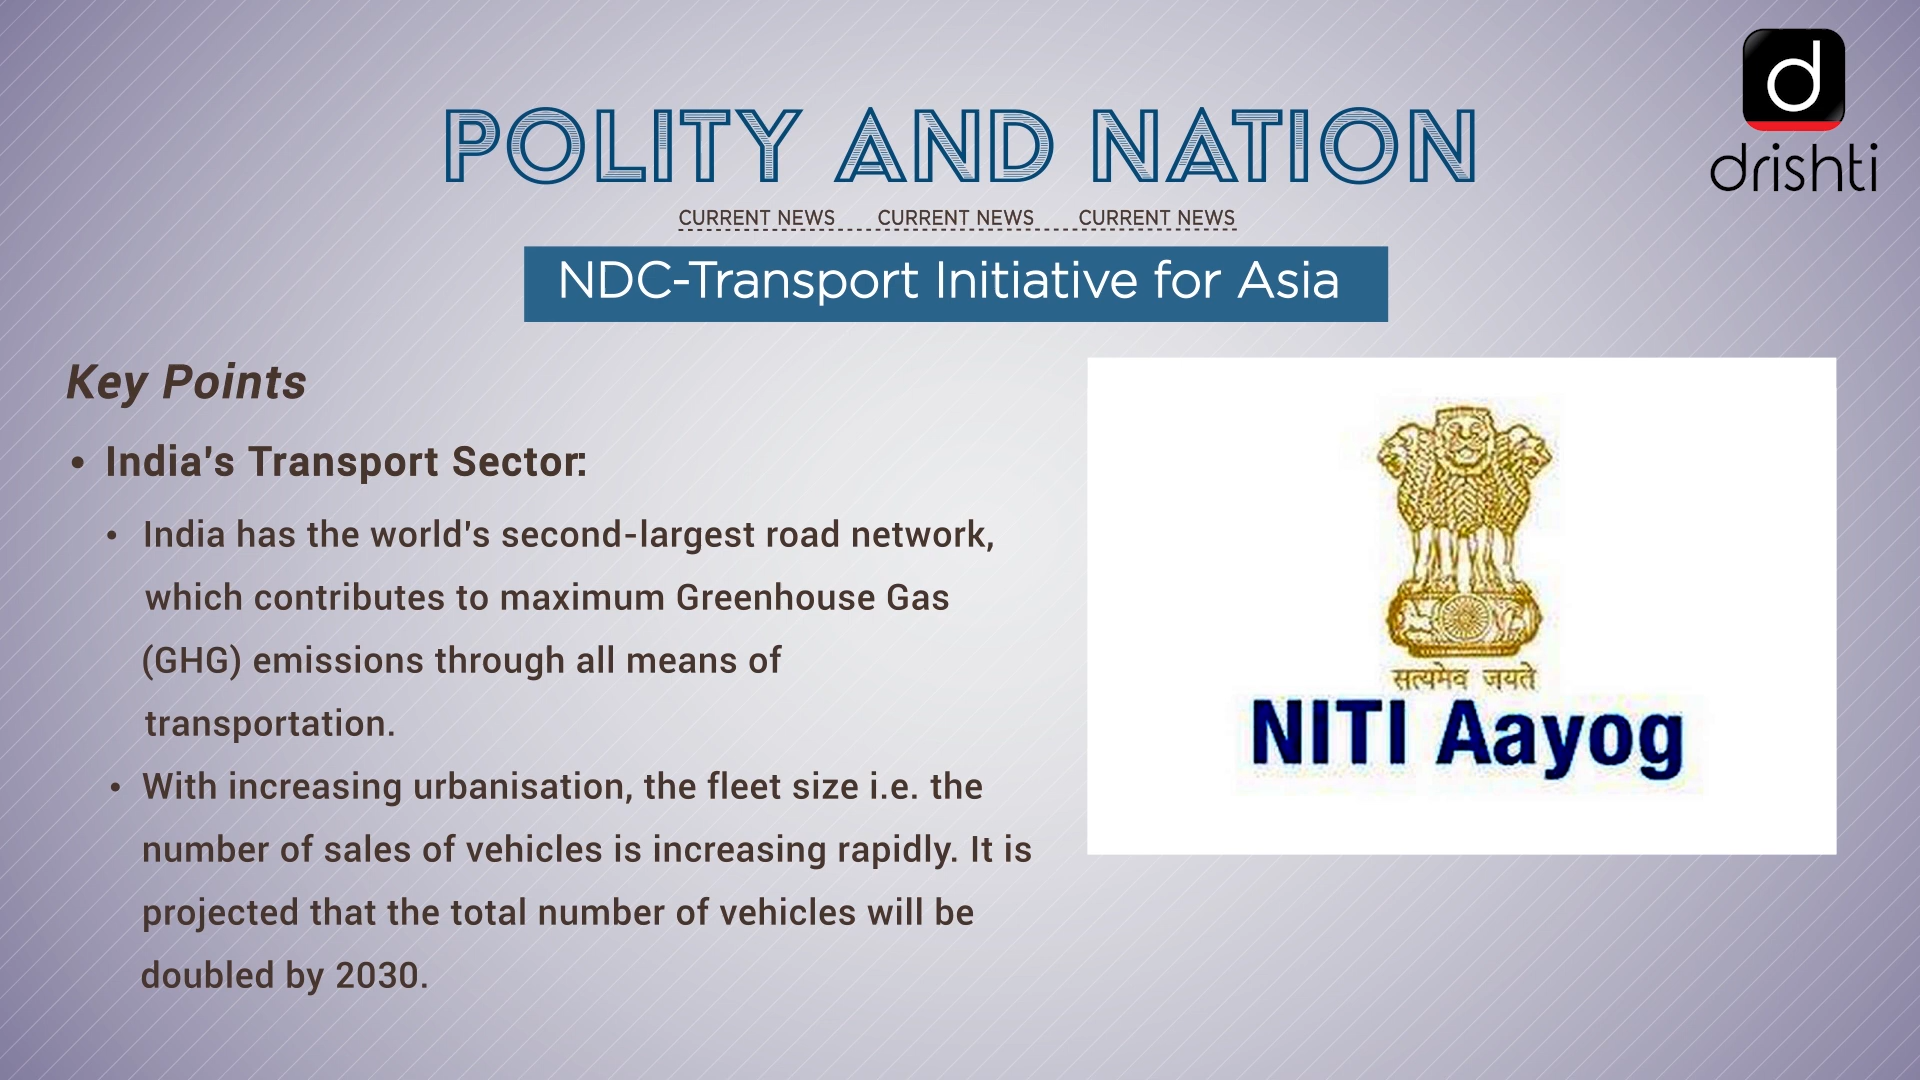 d
drishti
POLITY AND NATION
CURRENT NEWS CURRENT NEWS CURRENT NEWS
NDC-Transport Initiative for Asia
Key Points
• India's Transport Sector:
• India has the world's second-largest road network,
which contributes to maximum Greenhouse Gas
(GHG) emissions through all means of
transportation.
• With increasing urbanisation, the fleet size i.e. the
number of sales of vehicles is increasing rapidly. It is
projected that the total number of vehicles will be
doubled by 2030.
सत्यमेव जयते
NITI Aayog